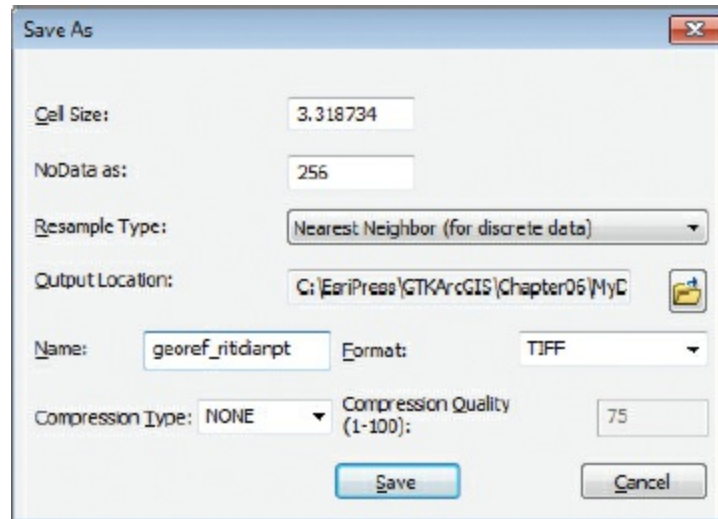 Save As
Cell Size: 3.318734
NoData as: 256
Resample Type: Nearest Neighbor (for discrete data)
Output Location: C:\EsriPress\GTKArcGIS\Chapter06\MyD
Name: georef_ritidianpt Format: TIFF
Compression Type: NONE Compression Quality (1-100): 75
Save Cancel